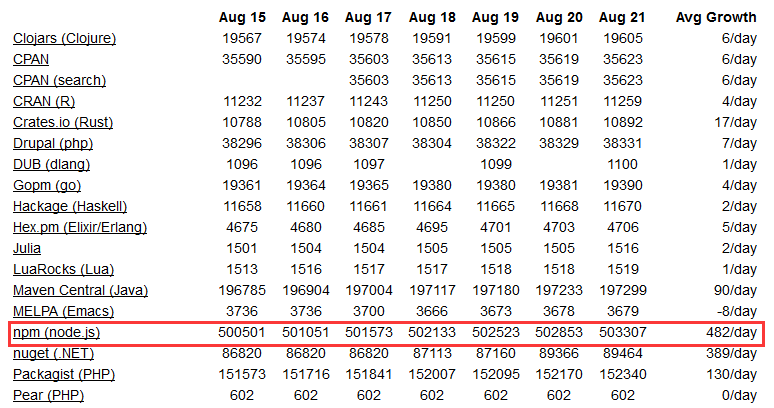 Aug 15 Aug 16 Aug 17 Aug 18 Aug 19 Aug 20 Aug 21 Avg Growth
Clojars (Clojure) 19567 19574 19578 19591 19599 19601 19605 6/day
CPAN 35590 35595 35603 35613 35615 35619 35623 6/day
CPAN (search) 35603 35613 35615 35619 35623 6/day
CRAN (R) 11232 11237 11243 11250 11250 11251 11259 4/day
Crates.io (Rust) 10788 10805 10820 10850 10866 10881 10892 17/day
Drupal (php) 38296 38306 38307 38304 38322 38329 38331 7/day
DUB (dlang) 1096 1096 1097 1099 1100 1/day
Gopm (go) 19361 19364 19365 19380 19380 19381 19390 4/day
Hackage (Haskell) 11658 11660 11661 11664 11665 11668 11670 2/day
Hex.pm (Elixir/Erlang) 4675 4680 4685 4695 4701 4703 4706 5/day
Julia 1501 1504 1504 1505 1505 1505 1516 2/day
LuaRocks (Lua) 1513 1516 1517 1517 1518 1518 1519 1/day
Maven Central (Java) 196785 196904 197004 197117 197180 197233 197299 90/day
MELPA (Emacs) 3736 3736 3700 3666 3673 3678 3679 -8/day
npm (node.js) 500501 501051 501573 502133 502523 502853 503307 482/day
nuget (.NET) 86820 86820 86820 87113 87160 89366 89464 389/day
Packagist (PHP) 151573 151716 151841 152007 152095 152170 152340 130/day
Pear (PHP) 602 602 602 602 602 602 602 0/day